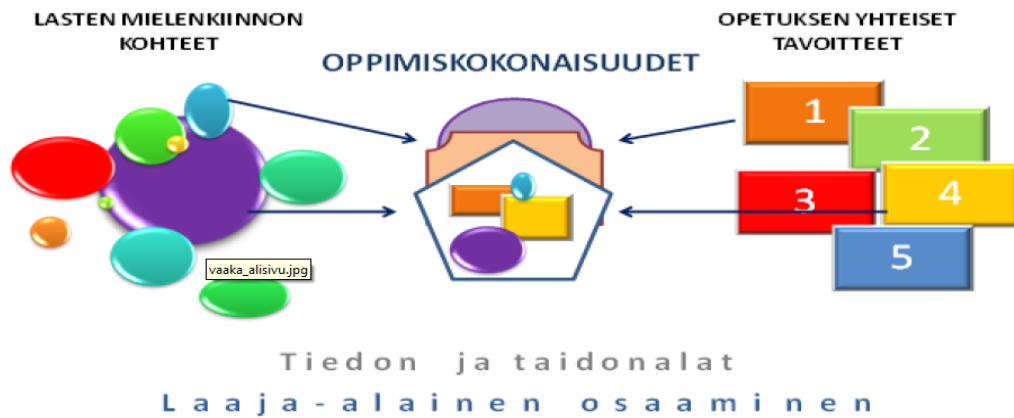 LASTEN MIELENKIINNON
KOHTEET
OPPIMISKOKONAISUUDET
OPETUKSEN YHTEISET
TAVOITTEET
1
2
3
4
5
vaaka_alisivu.jpg
Tiedon ja taidonalat
Laaja-alainen osaaminen